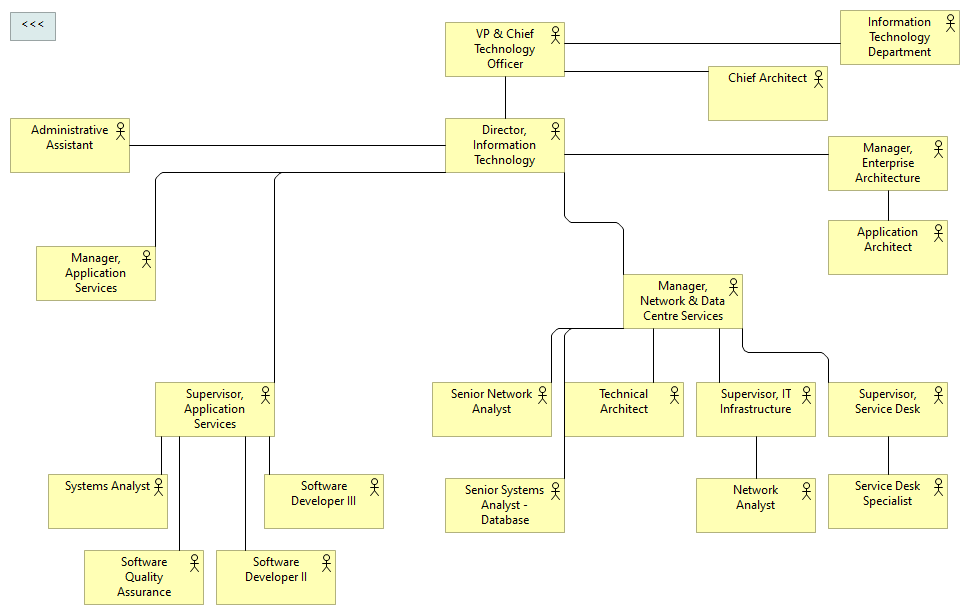 <<<
VP & Chief
Technology
Officer
Information
Technology
Department
Chief Architect
Administrative
Assistant
Director,
Information
Technology
Manager,
Enterprise
Architecture
Application
Architect
Manager,
Application
Services
Manager,
Network & Data
Centre Services
Supervisor,
Application
Services
Senior Network
Analyst
Technical
Architect
Supervisor, IT
Infrastructure
Supervisor,
Service Desk
Systems Analyst
Software
Developer III
Senior Systems
Analyst -
Database
Network
Analyst
Service Desk
Specialist
Software
Quality
Assurance
Software
Developer II